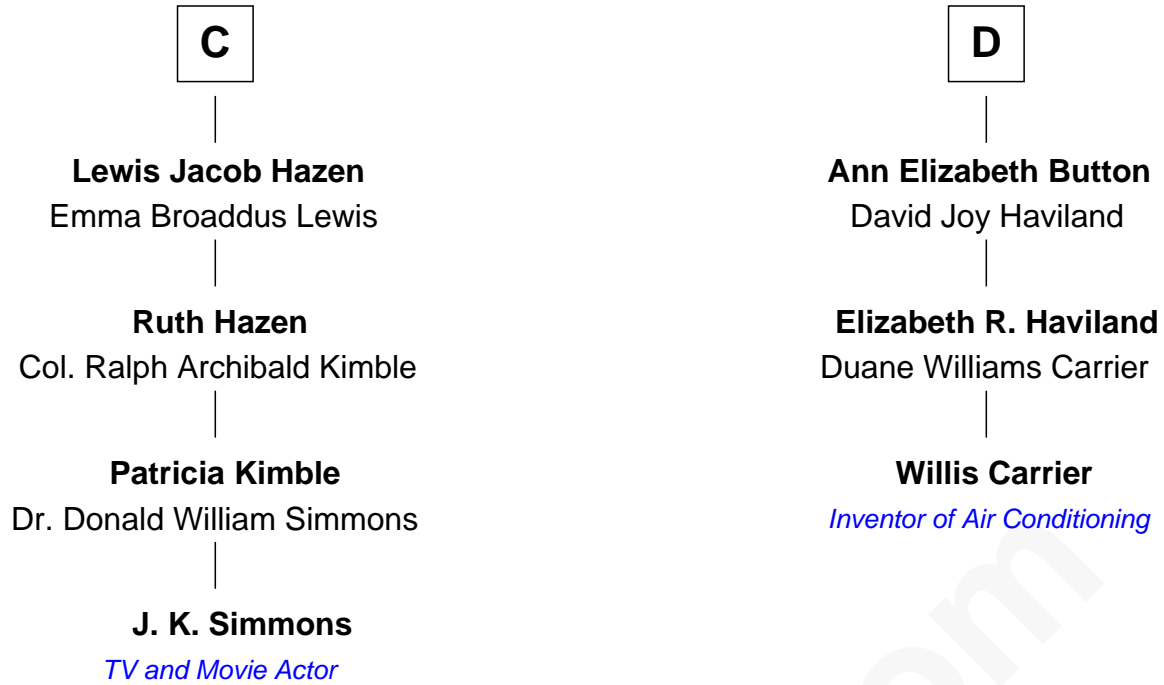 C
Lewis Jacob Hazen
Emma Broaddus Lewis
Ruth Hazen
Col. Ralph Archibald Kimble
Patricia Kimble
Dr. Donald William Simmons
J. K. Simmons
TV and Movie Actor
D
Ann Elizabeth Button
David Joy Haviland
Elizabeth R. Haviland
Duane Williams Carrier
Willis Carrier
Inventor of Air Conditioning
om